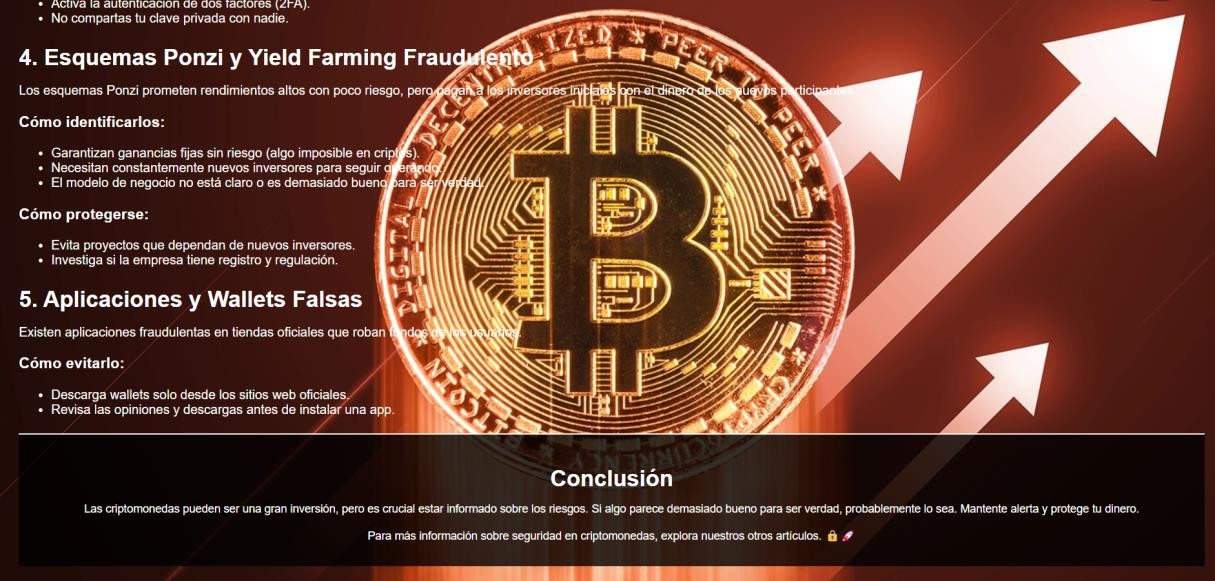 Activa la autenticación de dos factores (2FA).
No compartas tu clave privada con nadie.
4. Esquemas Ponzi y Yield Farming Fraudulento
Los esquemas Ponzi prometen rendimientos altos con poco riesgo, pero pagan a los inversores iniciales con el dinero de los nuevos participantes.
Cómo identificarlos:
Garantizan ganancias fijas sin riesgo (algo imposible en criptos).
Necesitan constantemente nuevos inversores para seguir operando.
El modelo de negocio no está claro o es demasiado bueno para ser verdad.
Cómo protegerse:
Evita proyectos que dependan de nuevos inversores.
Investiga si la empresa tiene registro y regulación.
5. Aplicaciones y Wallets Falsas
Existen aplicaciones fraudulentas en tiendas oficiales que roban fondos de los usuarios.
Cómo evitarlo:
Descarga wallets solo desde los sitios web oficiales.
Revisa las opiniones y descargas antes de instalar una app.
Conclusión
Las criptomonedas pueden ser una gran inversión, pero es crucial estar informado sobre los riesgos. Si algo parece demasiado bueno para ser verdad, probablemente lo sea. Mantente alerta y protege tu dinero.
Para más información sobre seguridad en criptomonedas, explora nuestros otros artículos. 🔒 🚀
DIGITAL * DECENTRALIZED * PEER TO PEER *
* BITCOIN *